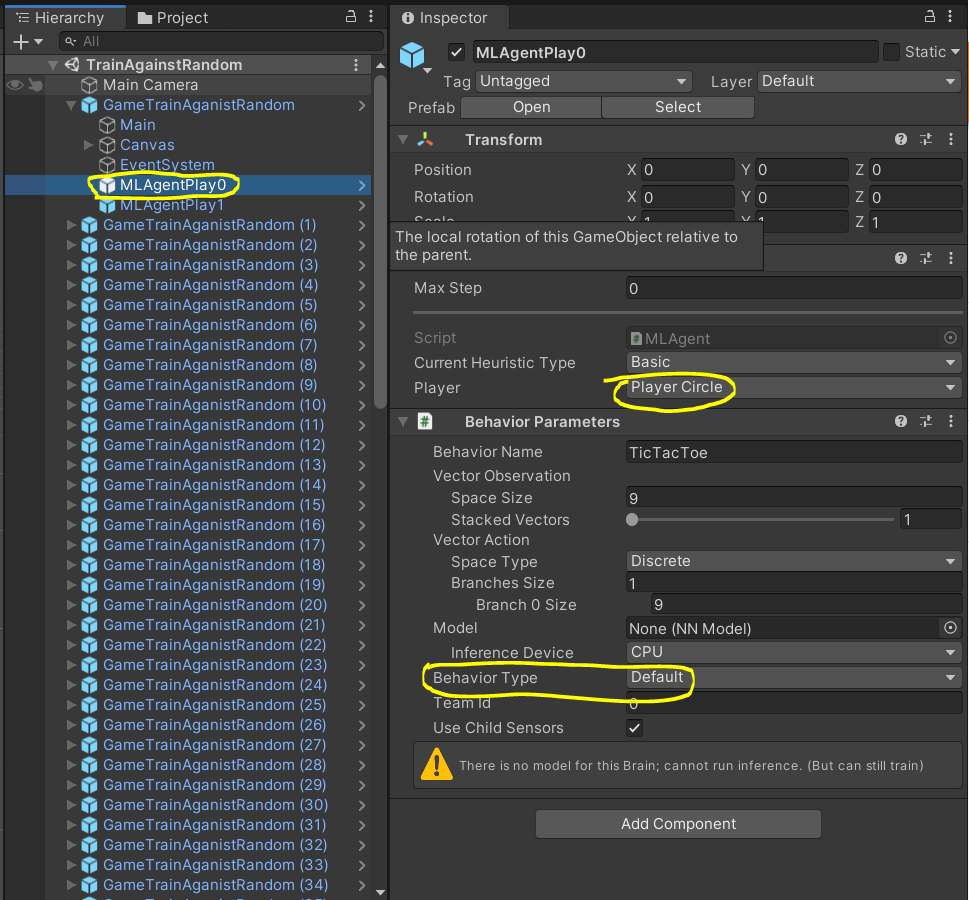 Hierarchy
Project
All
TrainAgainstRandom
Main Camera
GameTrainAganistRandom
Main
Canvas
EventSystem
MLAgentPlay0
MLAgentPlay1
GameTrainAganistRandom (1)
GameTrainAganistRandom (2)
GameTrainAganistRandom (3)
GameTrainAganistRandom (4)
GameTrainAganistRandom (5)
GameTrainAganistRandom (6)
GameTrainAganistRandom (7)
GameTrainAganistRandom (8)
GameTrainAganistRandom (9)
GameTrainAganistRandom (10)
GameTrainAganistRandom (11)
GameTrainAganistRandom (12)
GameTrainAganistRandom (13)
GameTrainAganistRandom (14)
GameTrainAganistRandom (15)
GameTrainAganistRandom (16)
GameTrainAganistRandom (17)
GameTrainAganistRandom (18)
GameTrainAganistRandom (19)
GameTrainAganistRandom (20)
GameTrainAganistRandom (21)
GameTrainAganistRandom (22)
GameTrainAganistRandom (23)
GameTrainAganistRandom (24)
GameTrainAganistRandom (25)
GameTrainAganistRandom (26)
GameTrainAganistRandom (27)
GameTrainAganistRandom (28)
GameTrainAganistRandom (29)
GameTrainAganistRandom (30)
GameTrainAganistRandom (31)
GameTrainAganistRandom (32)
GameTrainAganistRandom (33)
GameTrainAganistRandom (34)
Inspector
MLAgentPlay0 Static
Tag Untagged Layer Default
Prefab Open Select
Transform
Position X 0 Y 0 Z 0
Rotation X 0 Y 0 Z 0
Scale X 1 Y 1 Z 1
The local rotation of this GameObject relative to
the parent.
Max Step 0
Script MLAgent
Current Heuristic Type Basic
Player Player Circle
Behavior Parameters
Behavior Name TicTacToe
Vector Observation
Space Size 9
Stacked Vectors 1
Vector Action
Space Type Discrete
Branches Size 1
Branch 0 Size 9
Model None (NN Model)
Inference Device CPU
Behavior Type Default
Team Id 0
Use Child Sensors
There is no model for this Brain; cannot run inference. (But can still train)
Add Component